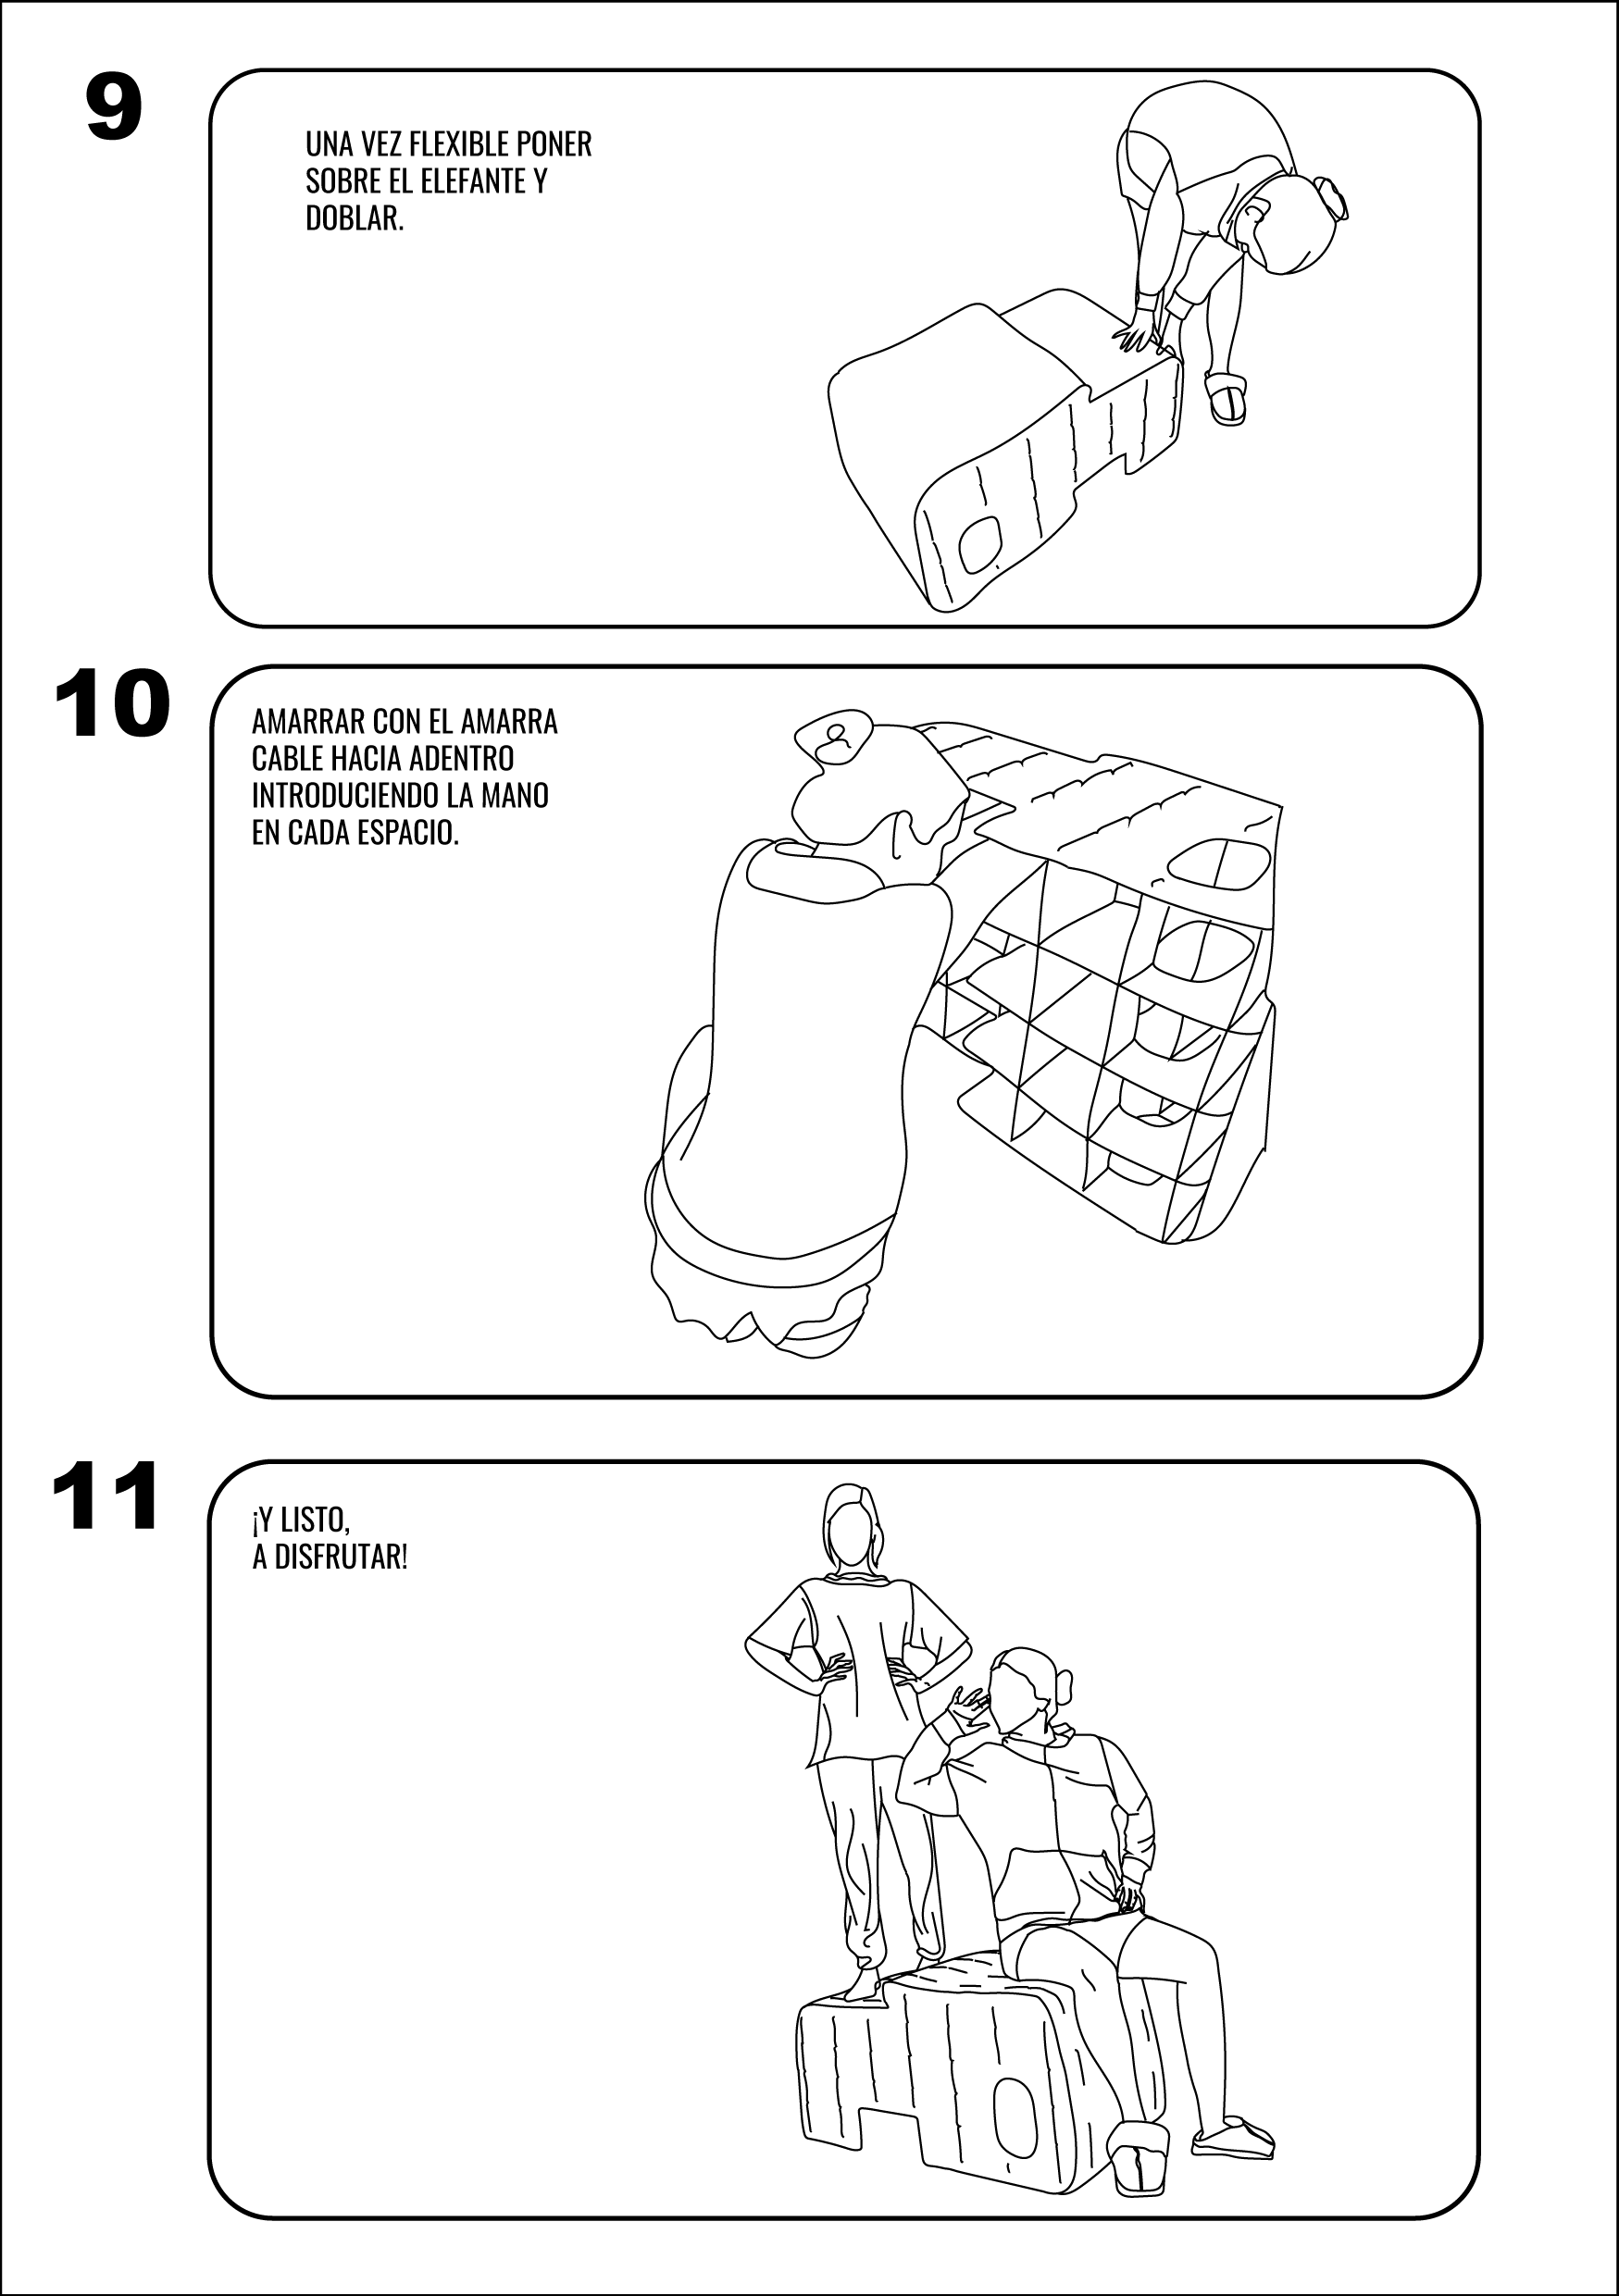 9
UNA VEZ FLEXIBLE PONER
SOBRE EL ELEFANTE Y
DOBLAR.
10
AMARRAR CON EL AMARRA
CABLE HACIA ADENTRO
INTRODUCIENDO LA MANO
EN CADA ESPACIO.
11
¡Y LISTO,
A DISFRUTAR!